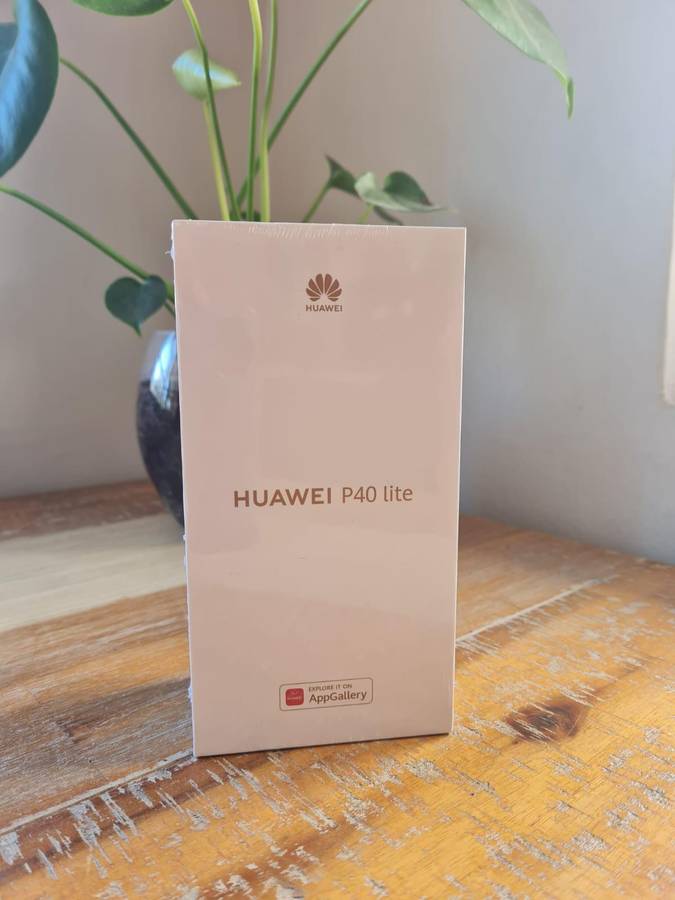 HUAWEI
HUAWEI P40 lite
EXPLORE IT ON
AppGallery